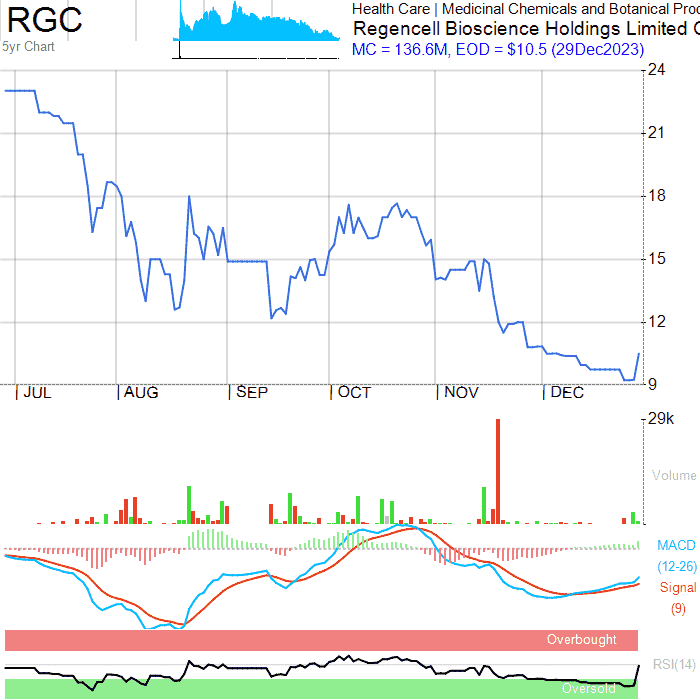 RGC
5yr Chart
Health Care | Medicinal Chemicals and Botanical Prod
Regencell Bioscience Holdings Limited
MC = 136.6M, EOD = $10.5 (29Dec2023)
24
21
18
15
12
9
JUL AUG SEP OCT NOV DEC
29k
Volume
MACD
(12-26)
Signal
(9)
Overbought
RSI(14)
Oversold